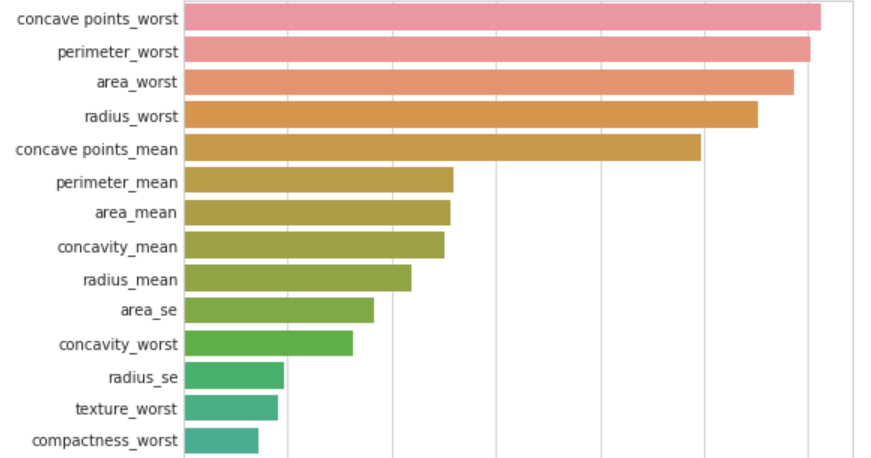 concave points_worst
perimeter_worst
area_worst
radius_worst
concave points_mean
perimeter_mean
area_mean
concavity_mean
radius_mean
area_se
concavity_worst
radius_se
texture_worst
compactness_worst